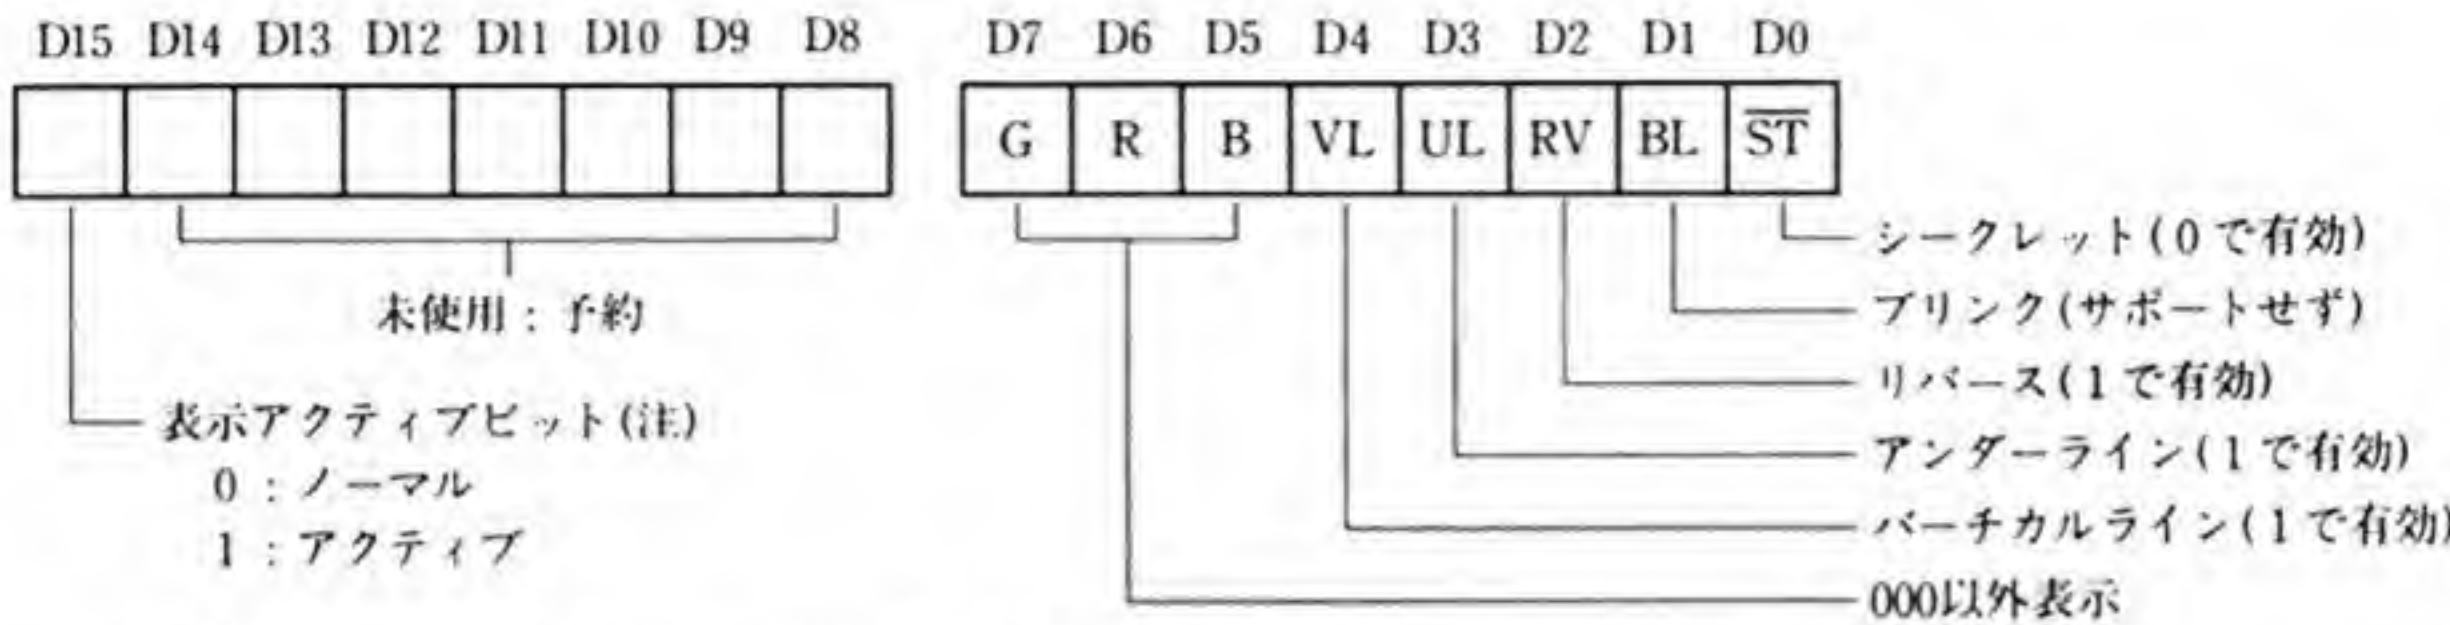 D15 D14 D13 D12 D11 D10 D9 D8 D7 D6 D5 D4 D3 D2 D1 D0
G R B VL UL RV BL S̅T̅
シークレット(0で有効)
未使用：予約
ブリンク(サポートせず)
リバース(1で有効)
表示アクティブビット(注)
0：ノーマル
1：アクティブ
アンダーライン(1で有効)
バーチカルライン(1で有効)
000以外表示